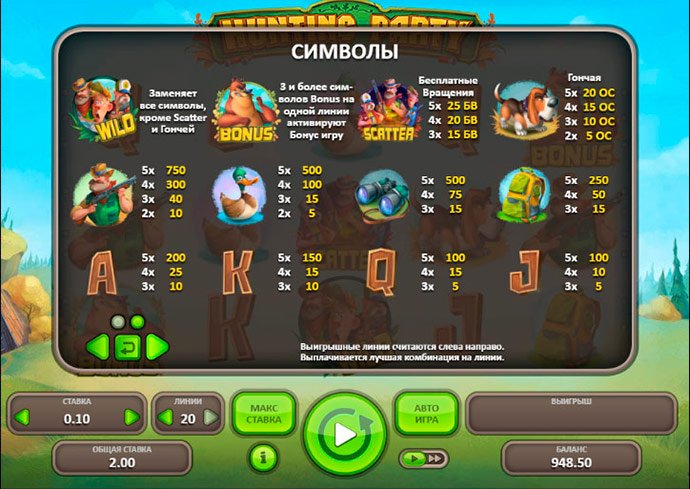 HUNTING PARTY
СИМВОЛЫ
WILD
Заменяет
все символы,
кроме Scatter
и Гончей
BONUS
3 и более сим-
волов Bonus на
одной линии
активируют
Бонус игру
SCATTER
Бесплатные
Вращения
5x 25 БВ
4x 20 БВ
3x 15 БВ
Гончая
5x 20 ОС
4x 15 ОС
3x 10 ОС
2x 5 ОС
5x 750
4x 300
3x 40
2x 10
5x 500
4x 100
3x 15
2x 5
5x 500
4x 75
3x 15
5x 250
4x 50
3x 15
A
5x 200
4x 25
3x 10
K
5x 150
4x 15
3x 10
Q
5x 100
4x 15
3x 5
J
5x 100
4x 10
3x 5
BONUS
Выигрышные линии считаются слева направо.
Выплачивается лучшая комбинация на линии.
СТАВКА
0.10
ЛИНИИ
20
МАКС
СТАВКА
АВТО
ИГРА
ВЫИГРЫШ
ОБЩАЯ СТАВКА
2.00
i
БАЛАНС
948.50